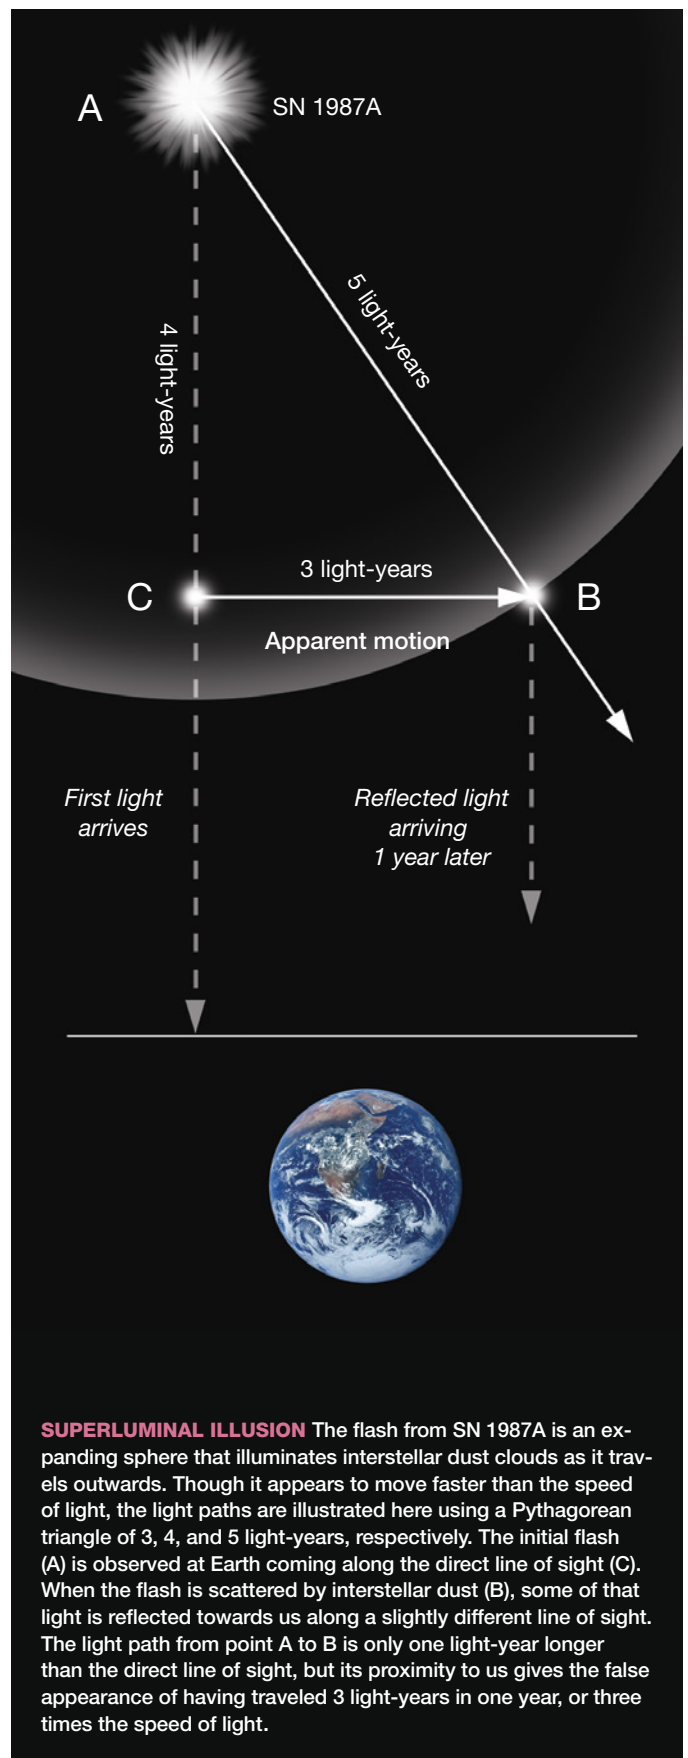 A
SN 1987A
5 light-years
4 light-years
3 light-years
C
B
Apparent motion
First light
arrives
Reflected light
arriving
1 year later
SUPERLUMINAL ILLUSION The flash from SN 1987A is an ex-
panding sphere that illuminates interstellar dust clouds as it trav-
els outwards. Though it appears to move faster than the speed
of light, the light paths are illustrated here using a Pythagorean
triangle of 3, 4, and 5 light-years, respectively. The initial flash
(A) is observed at Earth coming along the direct line of sight (C).
When the flash is scattered by interstellar dust (B), some of that
light is reflected towards us along a slightly different line of sight.
The light path from point A to B is only one light-year longer
than the direct line of sight, but its proximity to us gives the false
appearance of having traveled 3 light-years in one year, or three
times the speed of light.